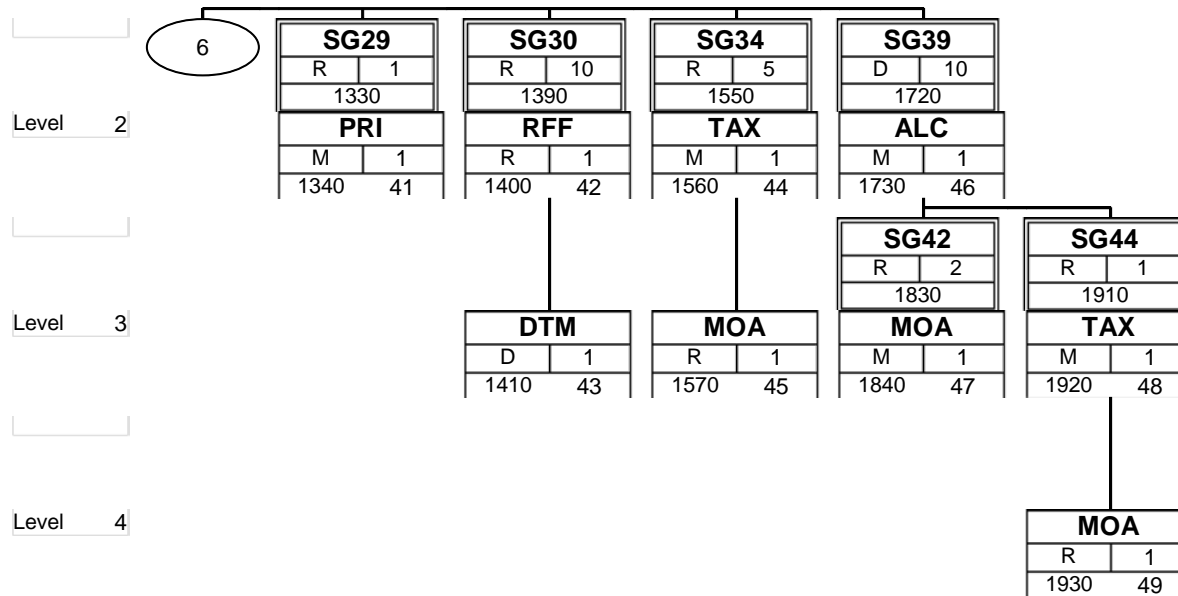 6
SG29 SG30 SG34 SG39
R 1 R 10 R 5 D 10
1330 1390 1550 1720
Level 2 PRI RFF TAX ALC
M 1 R 1 M 1 M 1
1340 41 1400 42 1560 44 1730 46
SG42 SG44
R 2 R 1
1830 1910
Level 3 DTM MOA MOA TAX
D 1 R 1 M 1 M 1
1410 43 1570 45 1840 47 1920 48
Level 4 MOA
R 1
1930 49